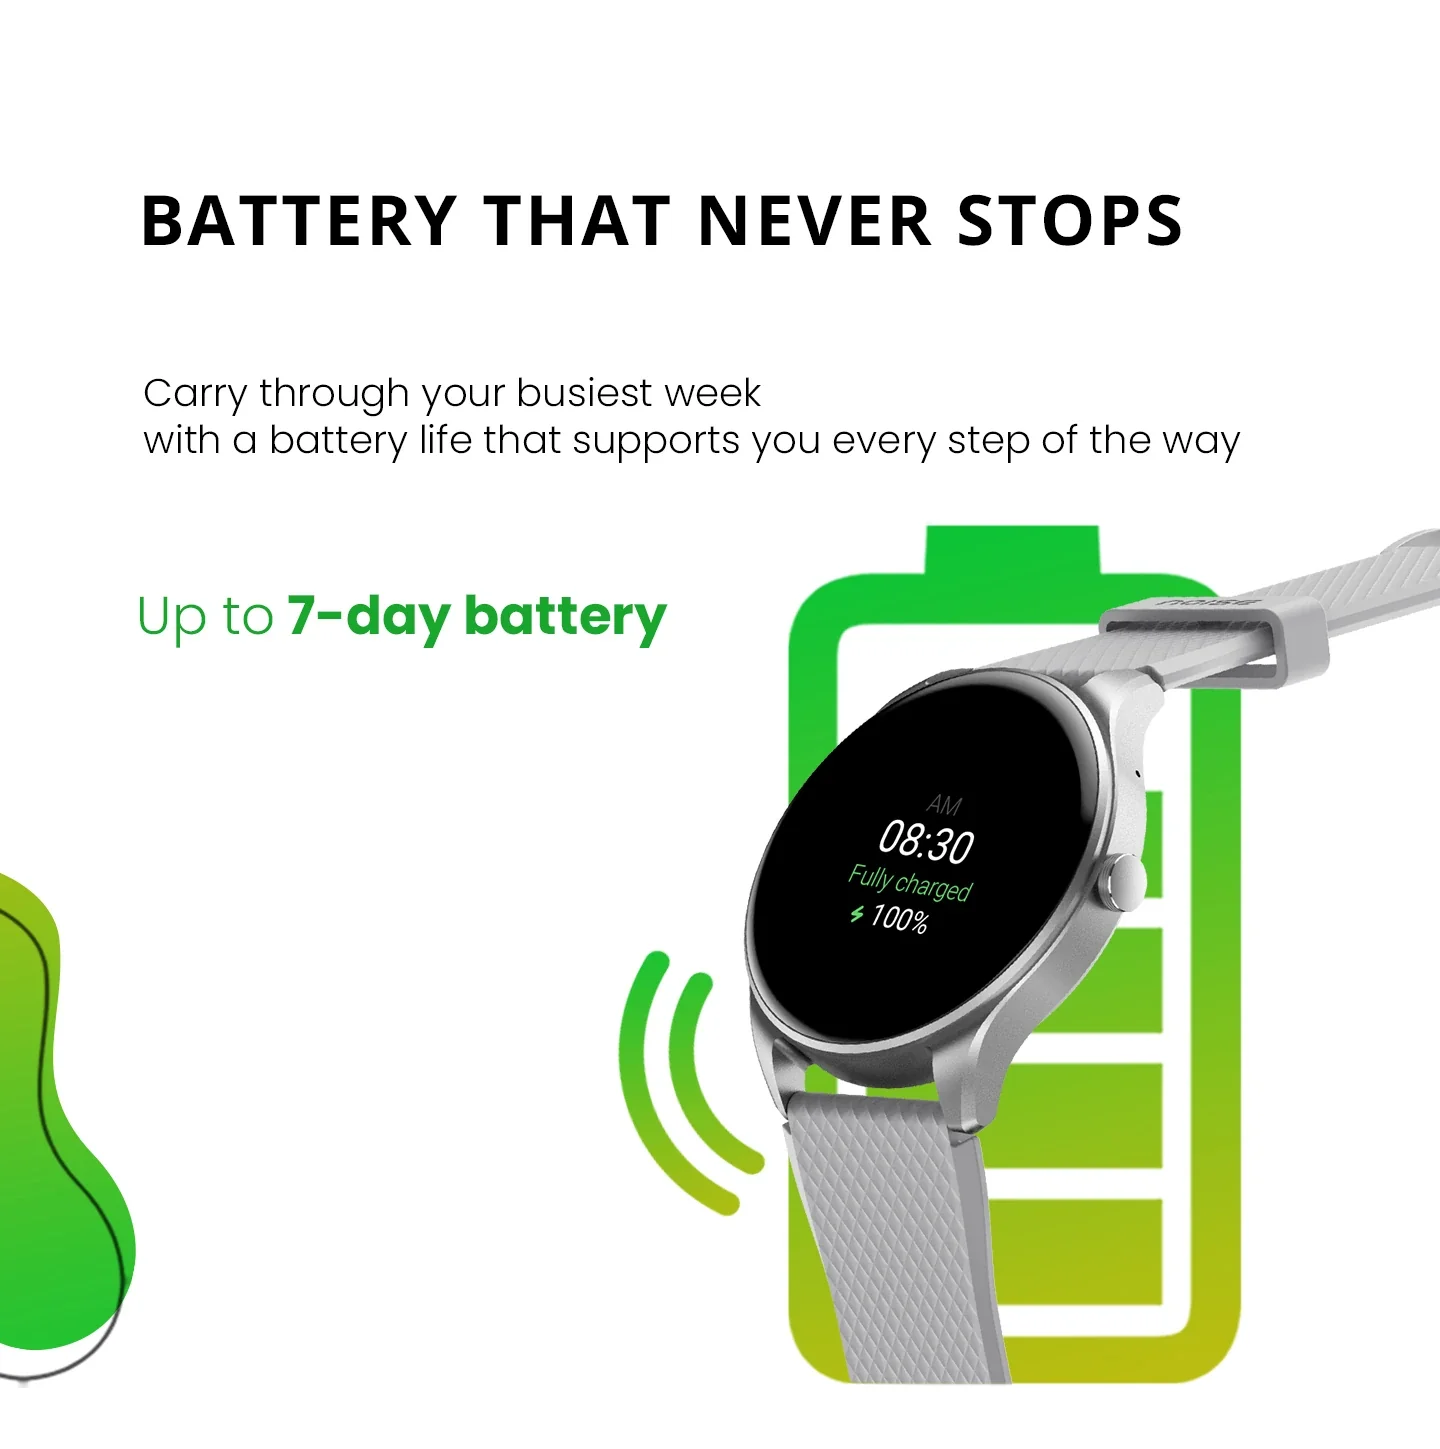 BATTERY THAT NEVER STOPS
Carry through your busiest week
with a battery life that supports you every step of the way
Up to 7-day battery
noise
AM
08:30
Fully charged
100%